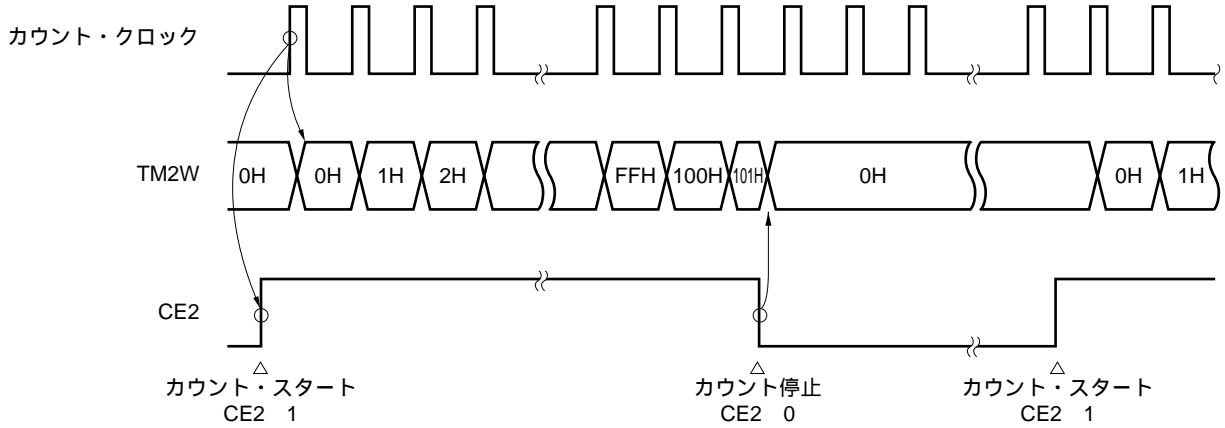 カウント・クロック
TM2W
0H 0H 1H 2H FFH 100H 101H 0H 0H 1H
CE2
カウント・スタート
CE2 1
カウント停止
CE2 0
カウント・スタート
CE2 1